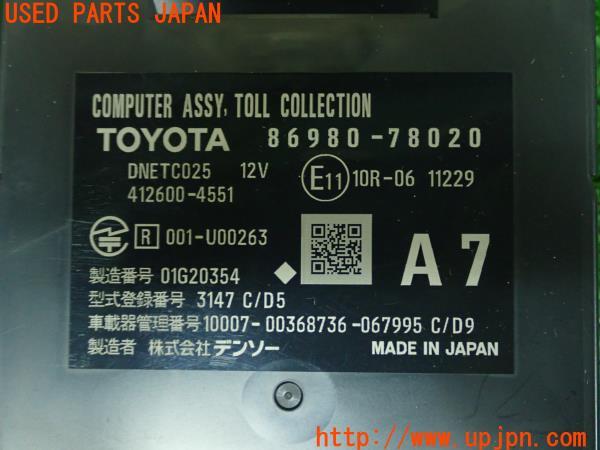 USED PARTS JAPAN
COMPUTER ASSY, TOLL COLLECTION
TOYOTA 86980-78020
DNETC025 12V
412600-4551
E11 10R-06 11229
R 001-U00263
A7
製造番号 01G20354
型式登録番号 3147 C/D5
車載器管理番号 10007-00368736-067995 C/D9
製造者 株式会社デンソー MADE IN JAPAN
UPJ
http://www.upjpn.com/